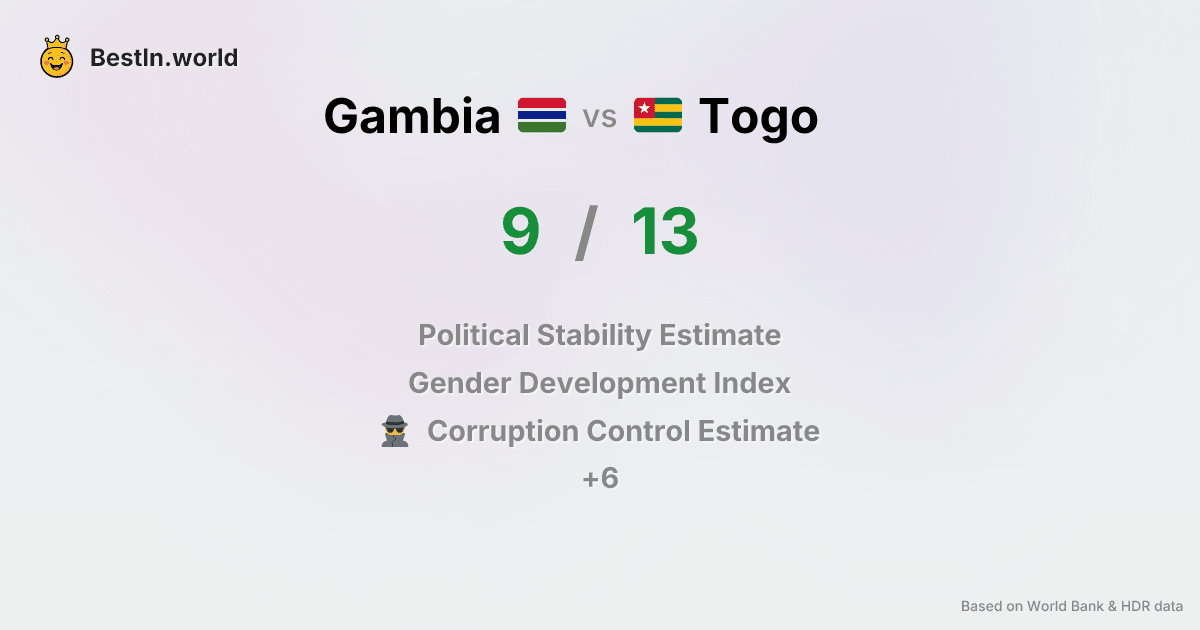 BestIn.world
Gambia vs Togo
9 / 13
Political Stability Estimate
Gender Development Index
Corruption Control Estimate
+6
Based on World Bank & HDR data